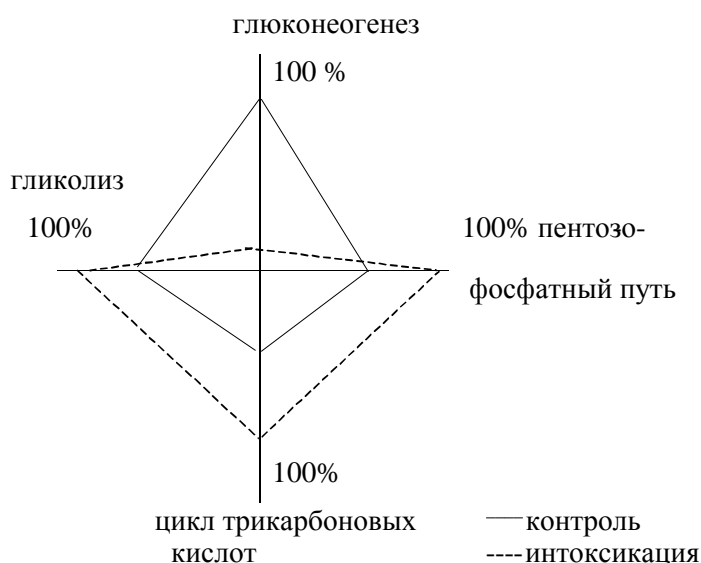 глюконеогенез
100 %
гликолиз
100%
100% пентозо-
фосфатный путь
100%
цикл трикарбоновых
кислот
контроль
интоксикация